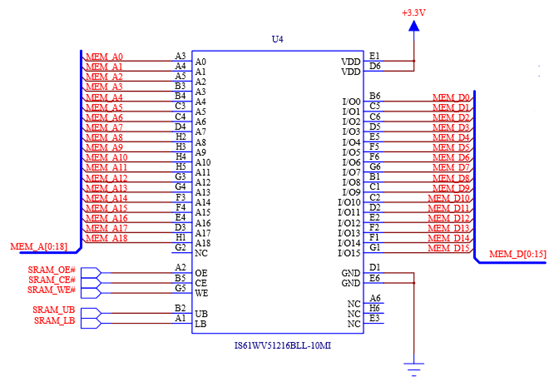 +3.3V
U4
MEM_A0 A3 A0 VDD E1
MEM_A1 A4 A1 VDD D6
MEM_A2 A5 A2
MEM_A3 B3 A3
MEM_A4 B4 A4 I/O0 B6 MEM_D0
MEM_A5 C3 A5 I/O1 C5 MEM_D1
MEM_A6 C4 A6 I/O2 C6 MEM_D2
MEM_A7 D4 A7 I/O3 D5 MEM_D3
MEM_A8 H2 A8 I/O4 E5 MEM_D4
MEM_A9 H3 A9 I/O5 F5 MEM_D5
MEM_A10 H4 A10 I/O6 F6 MEM_D6
MEM_A11 H5 A11 I/O7 G6 MEM_D7
MEM_A12 G3 A12 I/O8 B1 MEM_D8
MEM_A13 G4 A13 I/O9 C1 MEM_D9
MEM_A14 F3 A14 I/O10 C2 MEM_D10
MEM_A15 F4 A15 I/O11 D2 MEM_D11
MEM_A16 E4 A16 I/O12 E2 MEM_D12
MEM_A17 D3 A17 I/O13 F2 MEM_D13
MEM_A18 H1 A18 I/O14 F1 MEM_D14
G2 NC I/O15 G1 MEM_D15
MEM_A[0:18] MEM_D[0:15]
SRAM_OE# A2 OE GND D1
SRAM_CE# B5 CE GND E6
SRAM_WE# G5 WE
NC A6
SRAM_UB B2 UB NC H6
SRAM_LB A1 LB NC E3
IS61WV51216BLL-10MI